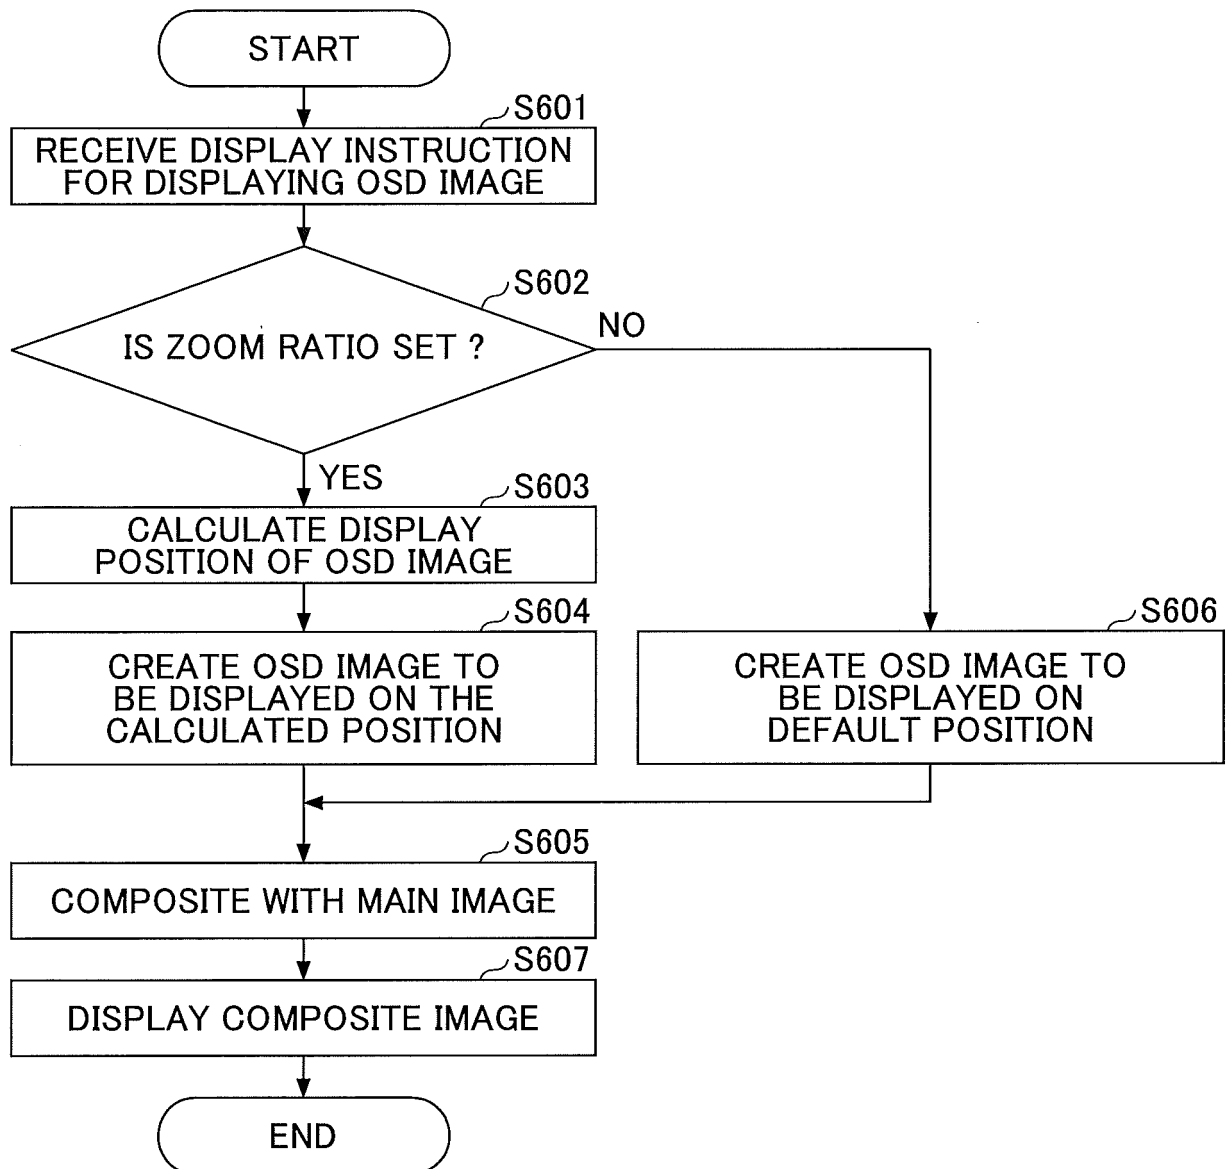 START
S601
RECEIVE DISPLAY INSTRUCTION
FOR DISPLAYING OSD IMAGE
S602
IS ZOOM RATIO SET ?
NO
YES
S603
CALCULATE DISPLAY
POSITION OF OSD IMAGE
S604
CREATE OSD IMAGE TO
BE DISPLAYED ON THE
CALCULATED POSITION
S606
CREATE OSD IMAGE TO
BE DISPLAYED ON
DEFAULT POSITION
S605
COMPOSITE WITH MAIN IMAGE
S607
DISPLAY COMPOSITE IMAGE
END